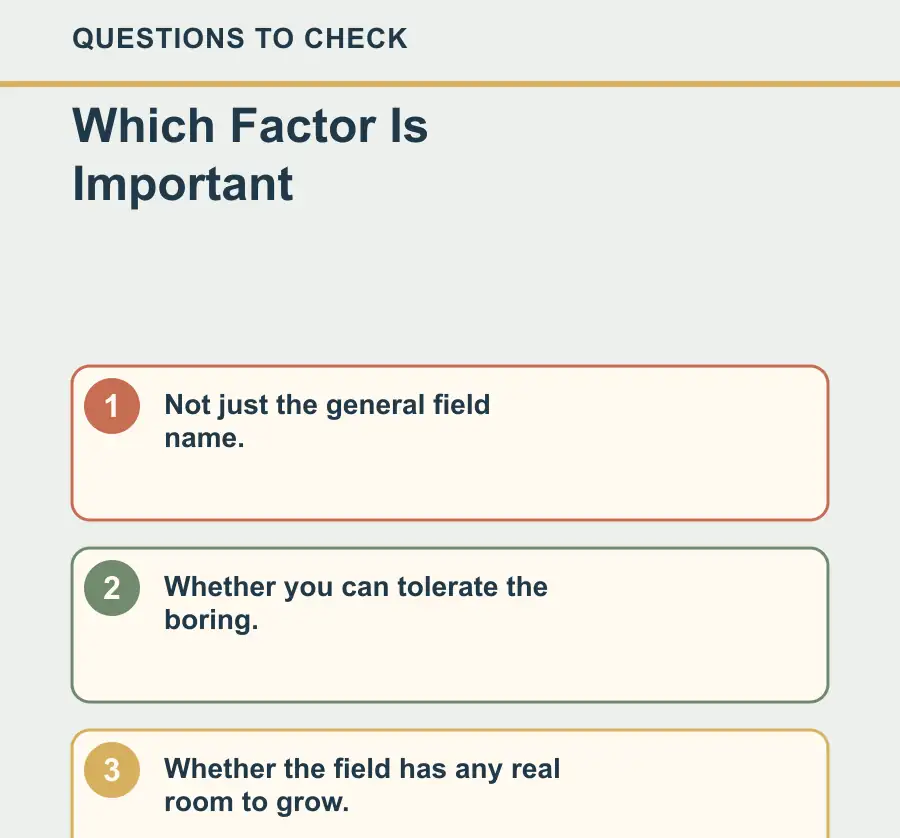 QUESTIONS TO CHECK
Which Factor Is
Important
1
Not just the general field
name.
2
Whether you can tolerate the
boring.
3
Whether the field has any real
room to grow.